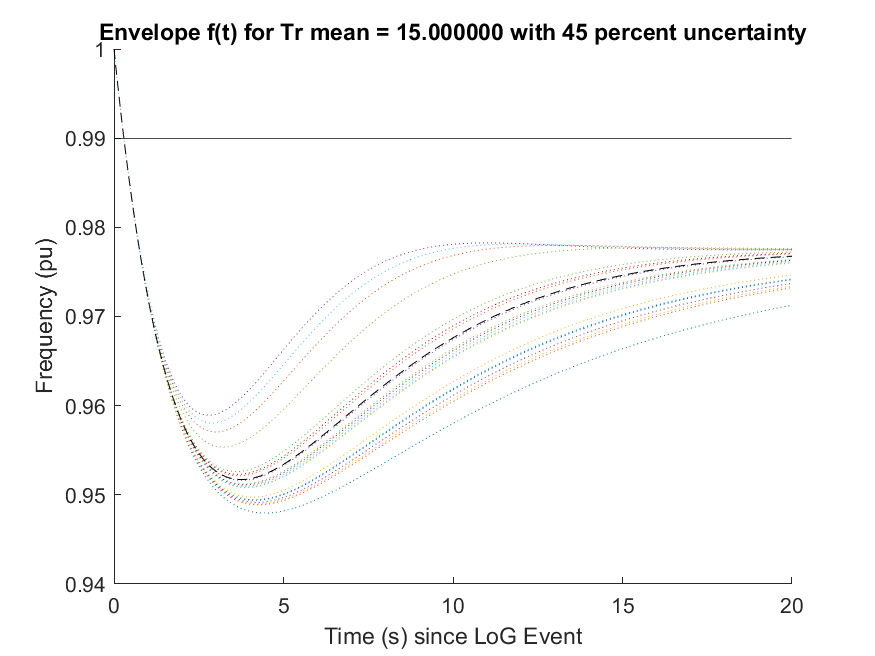 Envelope f(t) for Tr mean = 15.000000 with 45 percent uncertainty
1
0.99
0.98
0.97
0.96
0.95
0.94
Frequency (pu)
0 5 10 15 20
Time (s) since LoG Event